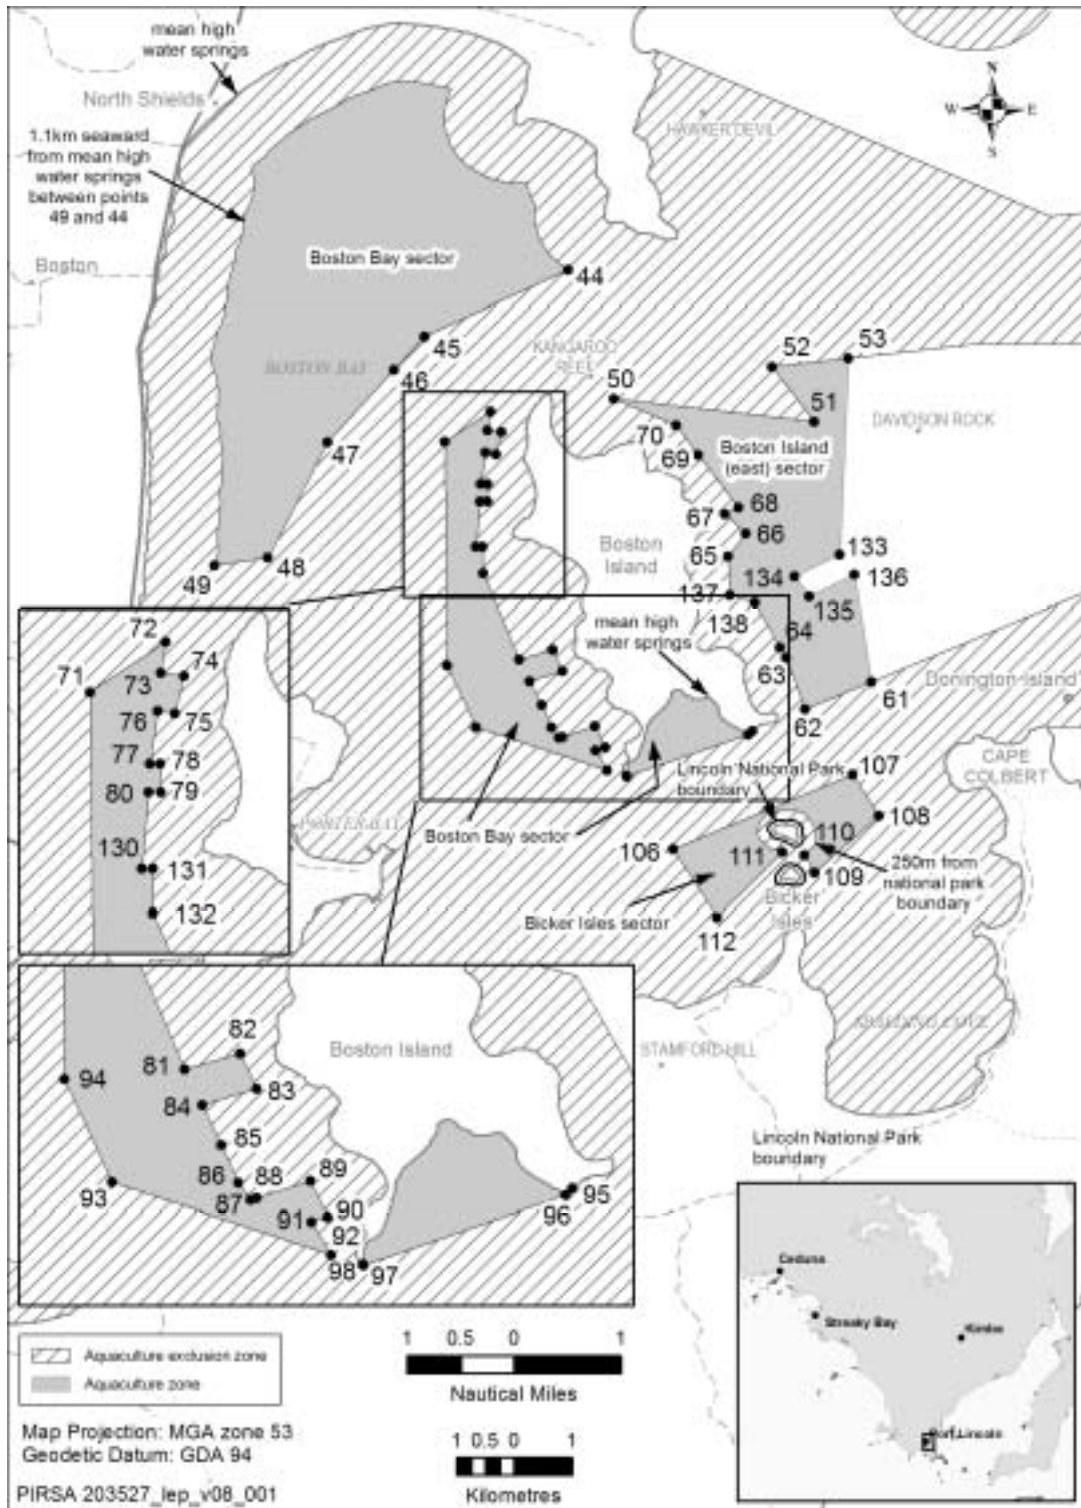 mean high
water springs
North Shields
1.1km seaward
from mean high
water springs
between points
49 and 44
Boston
HAWKER DEVIL
N
W
E
S
Boston Bay sector
BOSTON BAY
44
45
46
47
48
49
KANGAROO
REEF
50
52
53
51
DAVIDSON ROCK
70
69
Boston Island
(east) sector
68
67
66
65
Boston
Island
133
134
136
135
137
138
64
63
mean high
water springs
61
62
Donington Island
CAPE
COLBERT
107
Lincoln National Park
boundary
108
Boston Bay sector
106
110
111
109
250m from
national park
boundary
Bicker
Isles
Bicker Isles sector
112
STAMFORD HILL
72
71
74
73
76
75
77
78
80
79
130
131
132
PORTER BAY
82
Boston Island
81
94
83
84
85
86
88
89
87
93
90
91
92
95
96
98
97
Lincoln National Park
boundary
Ceduna
Streaky Bay
Kimba
Port Lincoln
Aquaculture exclusion zone
Aquaculture zone
1 0.5 0 1
Nautical Miles
Map Projection: MGA zone 53
Geodetic Datum: GDA 94
1 0.5 0 1
Kilometres
PIRSA 203527_lep_v08_001